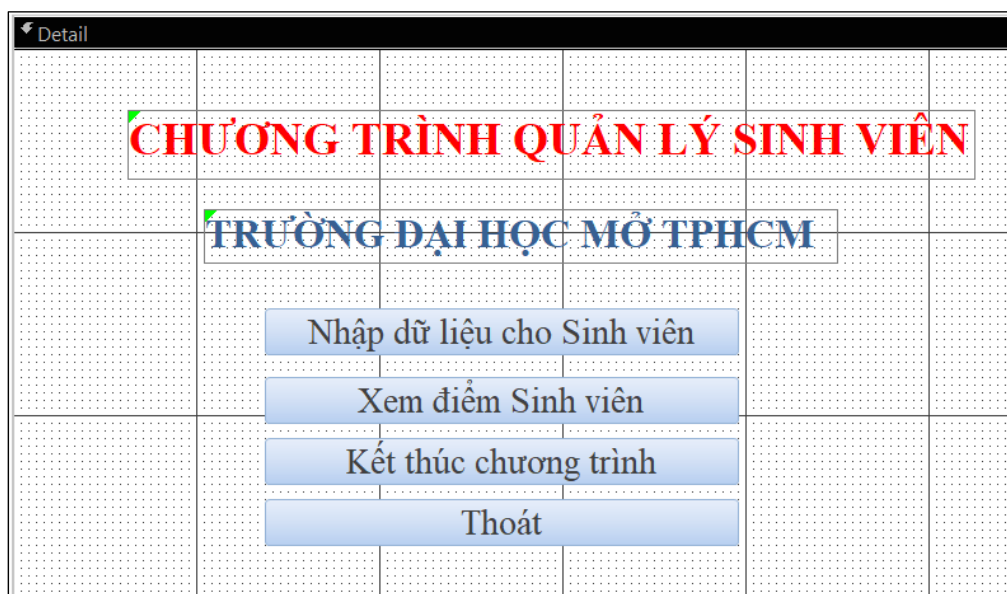 Detail
CHƯƠNG TRÌNH QUẢN LÝ SINH VIÊN
TRƯỜNG DẠI HỌC MỞ TPHCM
Nhập dữ liệu cho Sinh viên
Xem điểm Sinh viên
Kết thúc chương trình
Thoát